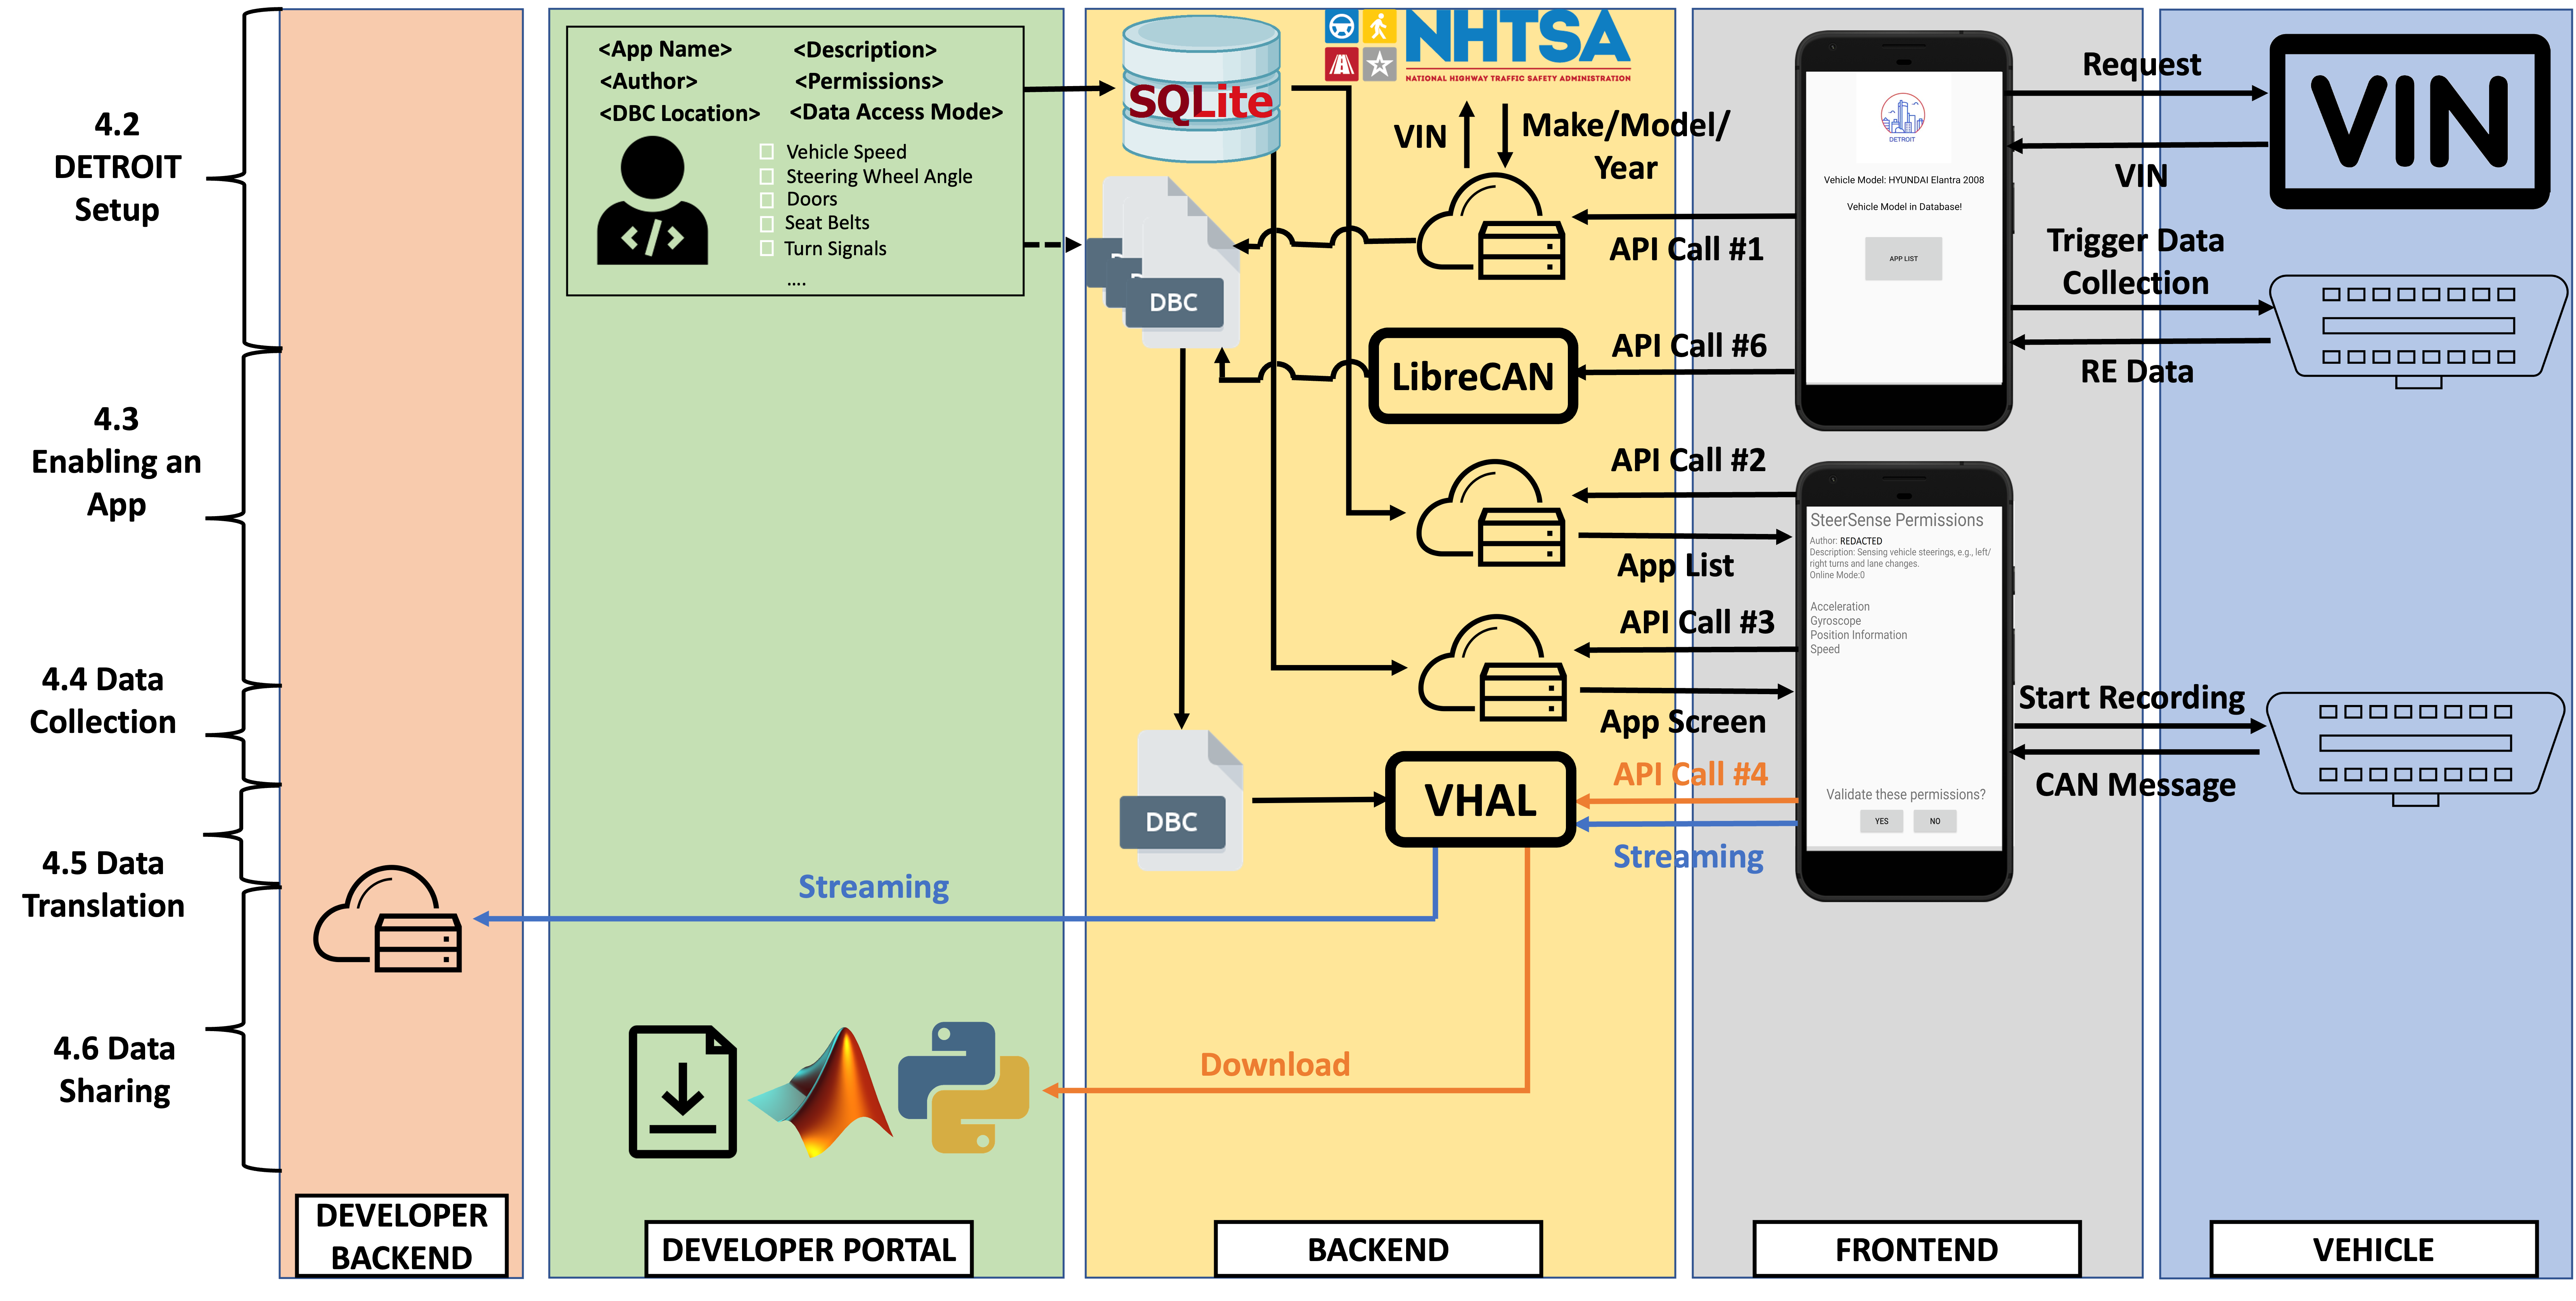 4.2
DETROIT
Setup
4.3
Enabling an
App
4.4 Data
Collection
4.5 Data
Translation
4.6 Data
Sharing
DEVELOPER
BACKEND
<App Name>
<Description>
<Author>
<Permissions>
<DBC Location>
<Data Access Mode>
Vehicle Speed
Steering Wheel Angle
Doors
Seat Belts
Turn Signals
....
</>
Streaming
DEVELOPER PORTAL
SQLite
NHTSA
NATIONAL HIGHWAY TRAFFIC SAFETY ADMINISTRATION
VIN
Make/Model/
Year
DBC
API Call #1
LibreCAN
API Call #6
API Call #2
App List
API Call #3
App Screen
DBC
VHAL
API Call #4
Streaming
Download
BACKEND
DETROIT
Vehicle Model: HYUNDAI Elantra 2008
Vehicle Model in Database!
APP LIST
SteerSense Permissions
Author: REDACTED
Description: Sensing vehicle steerings, e.g., left/
right turns and lane changes.
Online Mode:0
Acceleration
Gyroscope
Position Information
Speed
Validate these permissions?
YES
NO
FRONTEND
Request
VIN
VIN
Trigger Data
Collection
RE Data
Start Recording
CAN Message
VEHICLE